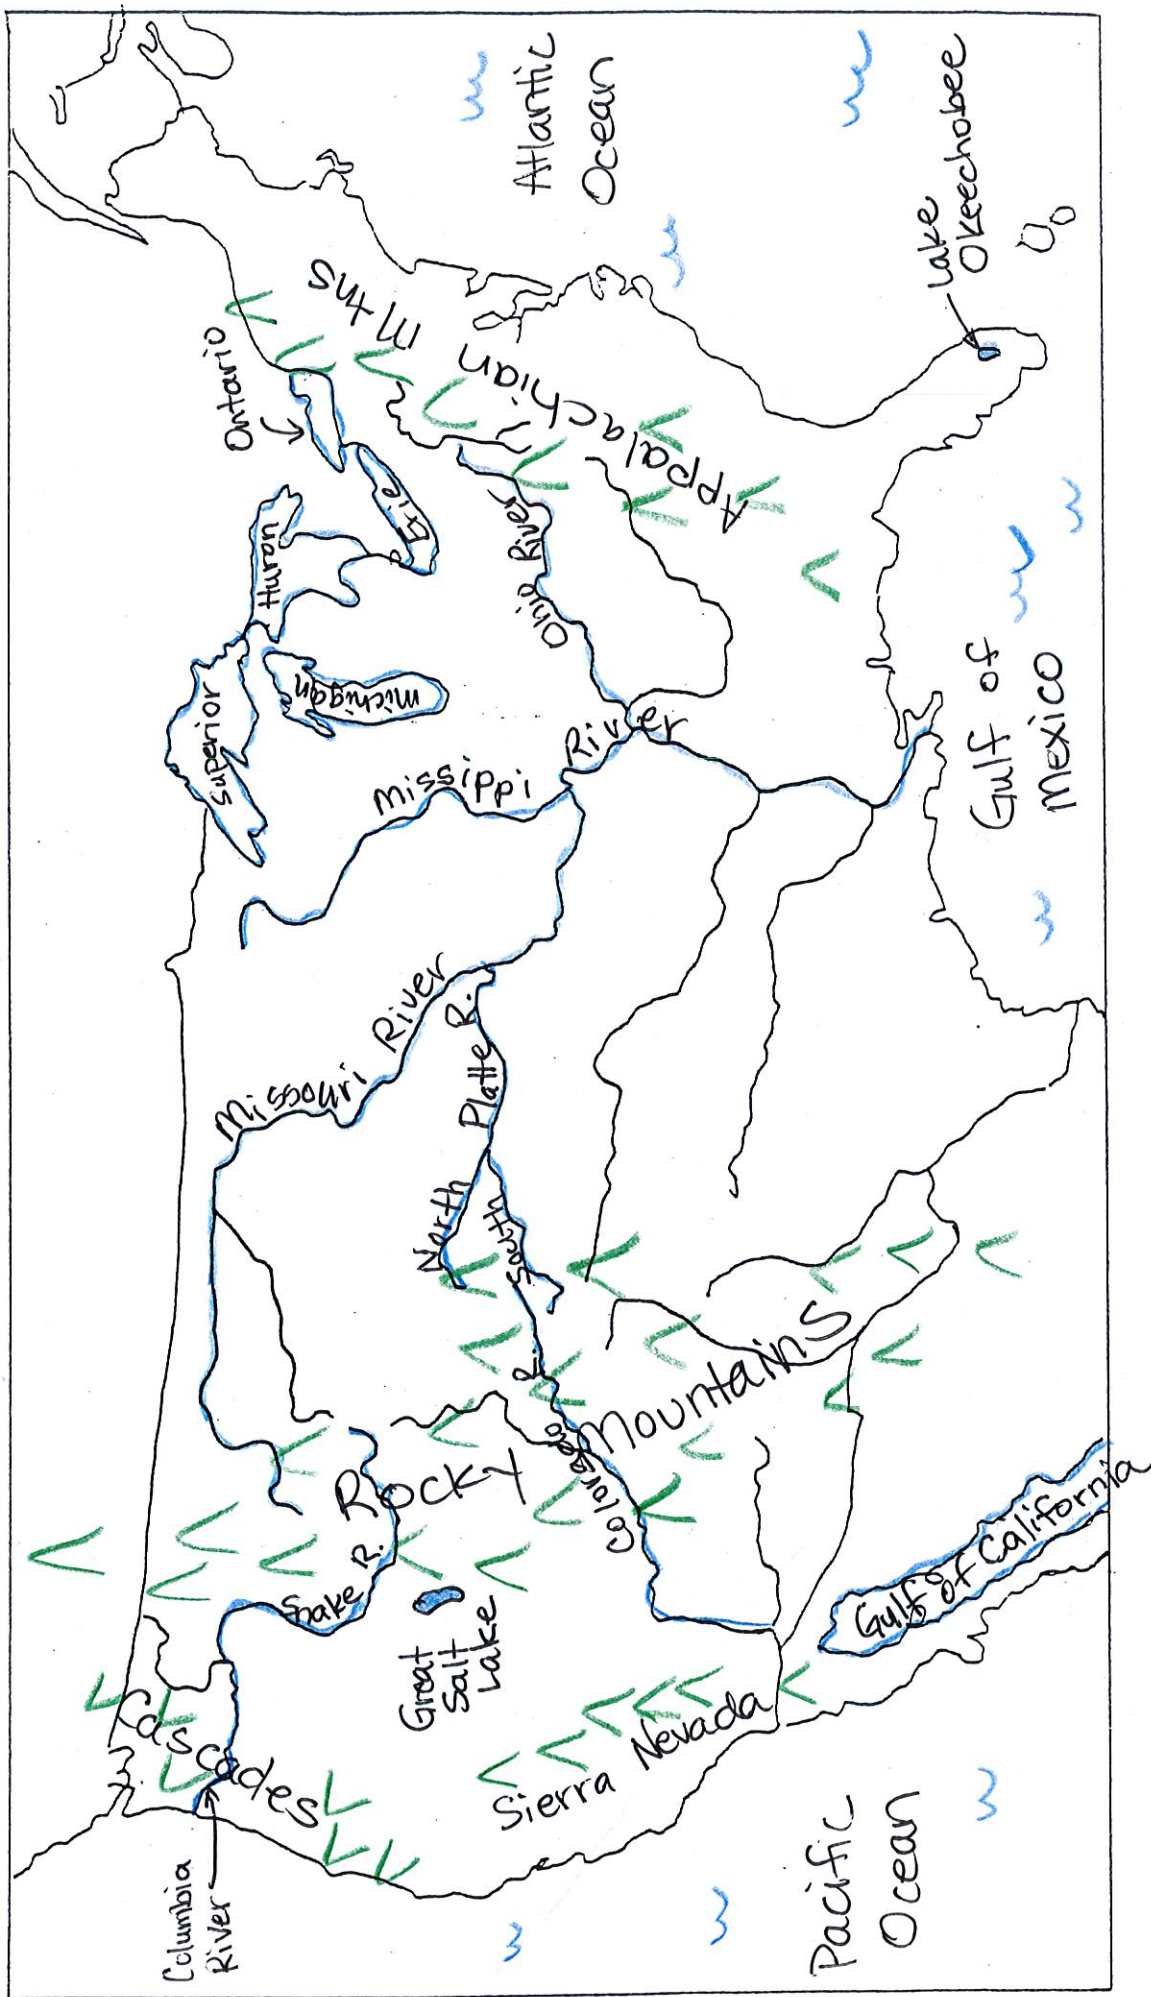 Columbia
River
Cascades
Snake R.
Great
Salt
Lake
Sierra Nevada
Pacific
Ocean
Rocky Mountains
Colorado R.
Gulf of California
Missouri River
North
South
Platte R.
Missippi River
Superior
Michigan
Huron
Erie
Ontario
Ohio River
Appalachian Mtns
Atlantic
Ocean
Lake
Okeechobee
Gulf of
Mexico